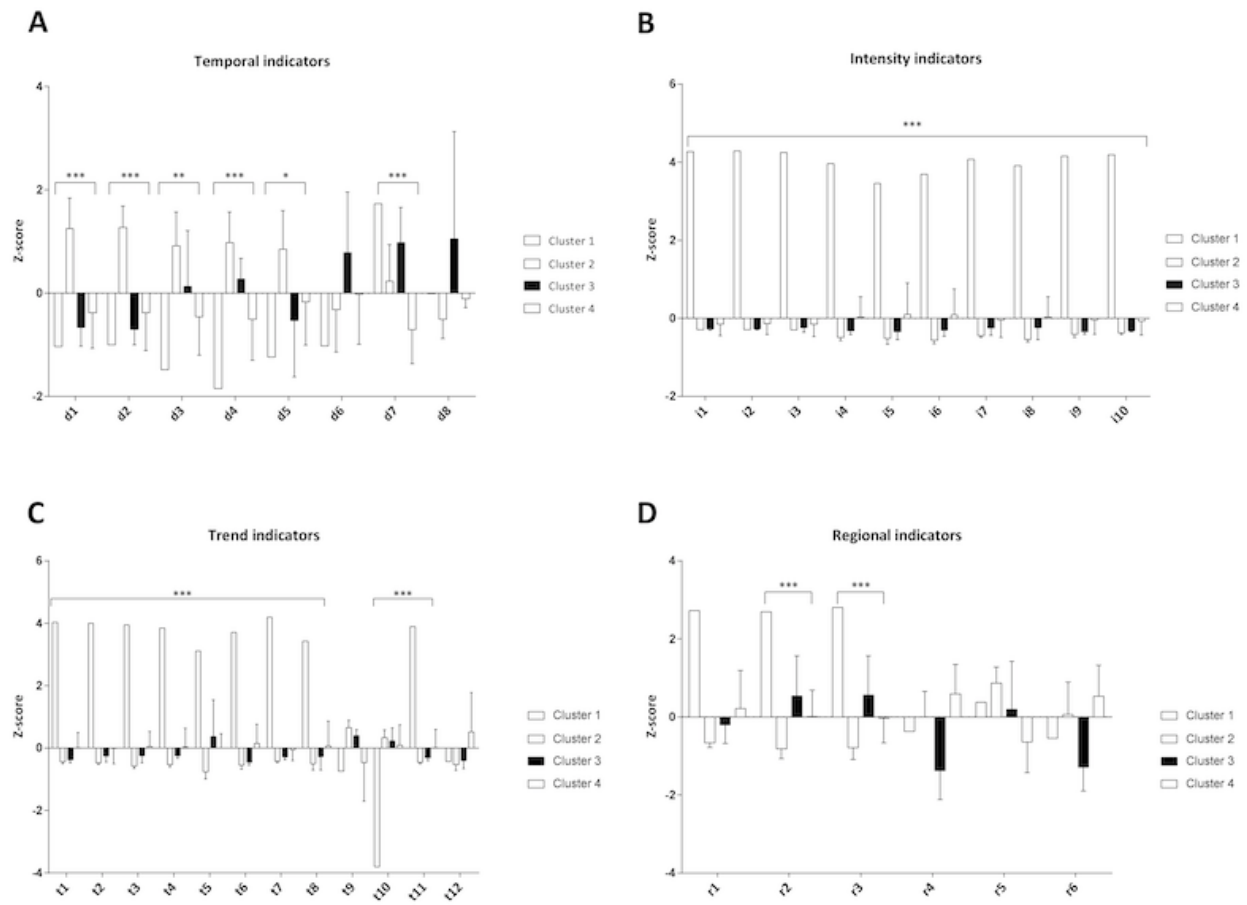 A
Temporal indicators
4
2
0
-2
Z-score
*** *** ** *** * ***
d1 d2 d3 d4 d5 d6 d7 d8
Cluster 1
Cluster 2
Cluster 3
Cluster 4
B
Intensity indicators
6
4
2
0
-2
Z-score
***
i1 i2 i3 i4 i5 i6 i7 i8 i9 i10
Cluster 1
Cluster 2
Cluster 3
Cluster 4
C
Trend indicators
6
4
2
0
-2
-4
Z-score
*** ***
t1 t2 t3 t4 t5 t6 t7 t8 t9 t10 t11 t12
Cluster 1
Cluster 2
Cluster 3
Cluster 4
D
Regional indicators
4
2
0
-2
-4
Z-score
*** ***
r1 r2 r3 r4 r5 r6
Cluster 1
Cluster 2
Cluster 3
Cluster 4